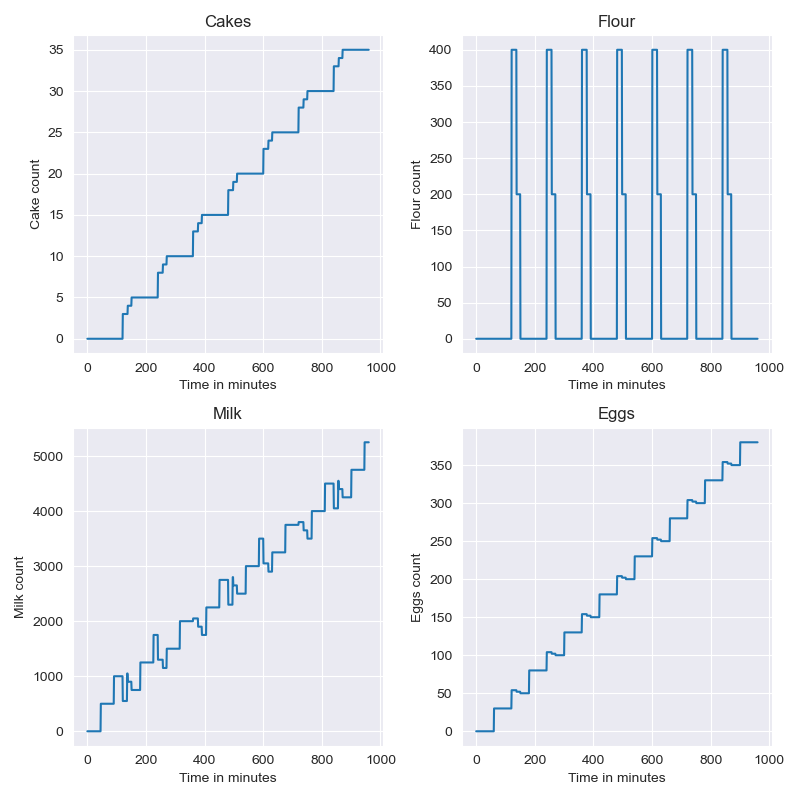 Cakes
Cake count
35
30
25
20
15
10
5
0
0 200 400 600 800 1000
Time in minutes
Flour
Flour count
400
350
300
250
200
150
100
50
0
0 200 400 600 800 1000
Time in minutes
Milk
Milk count
5000
4000
3000
2000
1000
0
0 200 400 600 800 1000
Time in minutes
Eggs
Eggs count
350
300
250
200
150
100
50
0
0 200 400 600 800 1000
Time in minutes